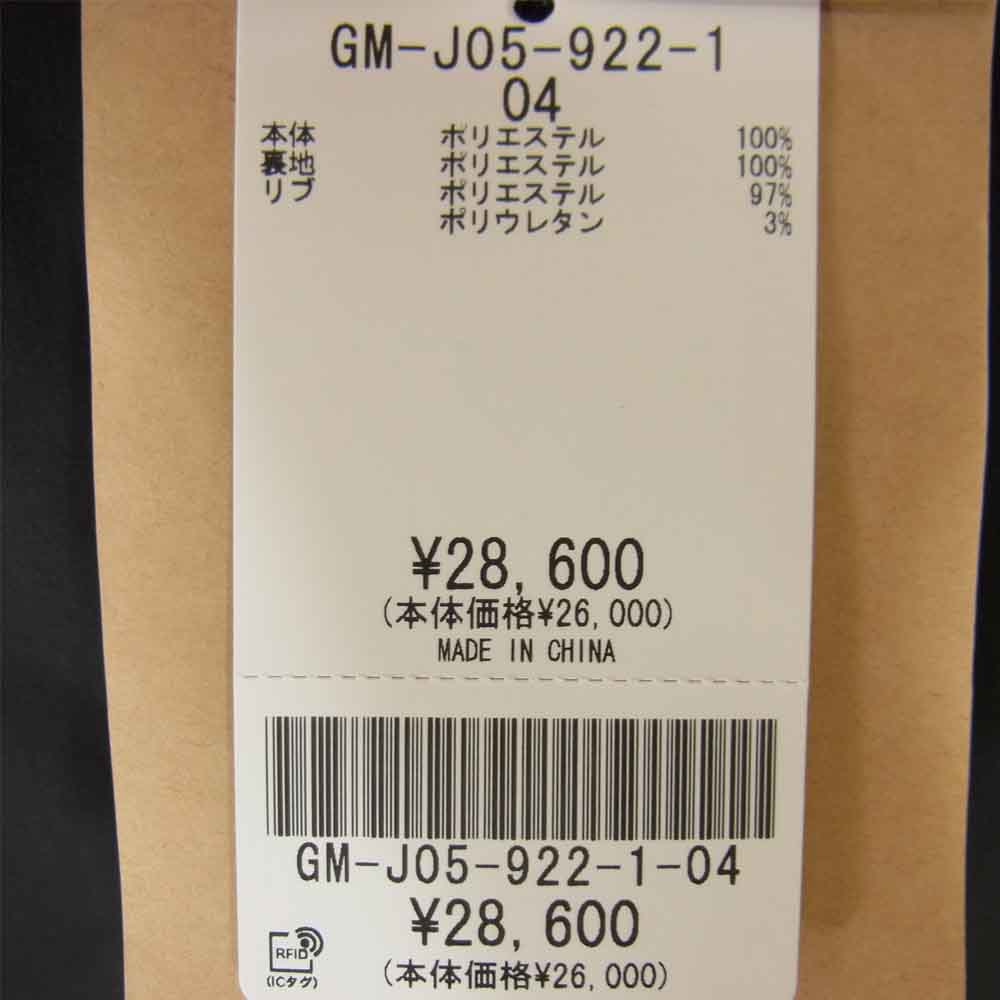 GM-J05-922-1
04
本体 ポリエステル 100%
裏地 ポリエステル 100%
リブ ポリエステル 97%
ポリウレタン 3%
¥28,600
(本体価格¥26,000)
MADE IN CHINA
GM-J05-922-1-04
¥28,600
(本体価格¥26,000)
RFID
(ICタグ)